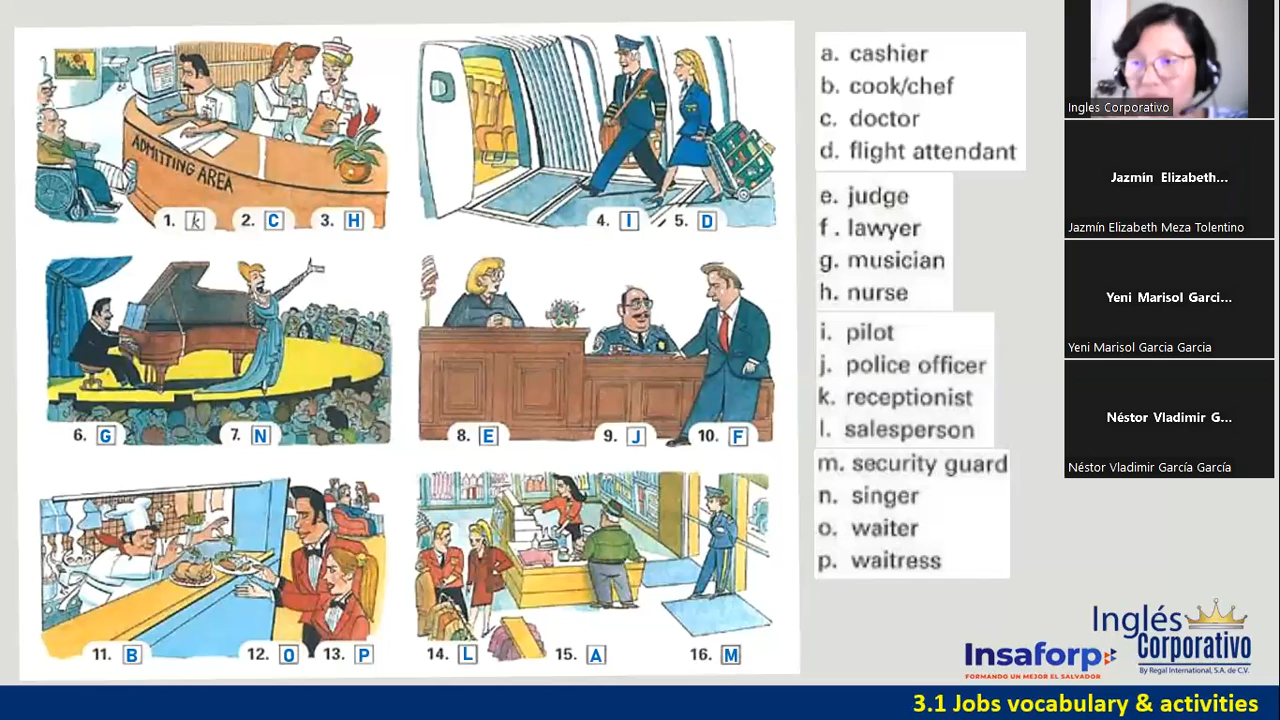 ADMITTING AREA
1. k 2. C 3. H
4. I 5. D
6. G 7. N
8. E 9. J 10. F
11. B 12. O 13. P
14. L 15. A 16. M
a. cashier
b. cook/chef
c. doctor
d. flight attendant
e. judge
f. lawyer
g. musician
h. nurse
i. pilot
j. police officer
k. receptionist
l. salesperson
m. security guard
n. singer
o. waiter
p. waitress
Ingles Corporativo
Jazmín Elizabeth...
Jazmín Elizabeth Meza Tolentino
Yeni Marisol Garci...
Yeni Marisol Garcia Garcia
Néstor Vladimir G...
Néstor Vladimir García García
Insaforp
FORMANDO UN MEJOR EL SALVADOR
Inglés
Corporativo
By Regal International, S.A. de C.V.
3.1 Jobs vocabulary & activities